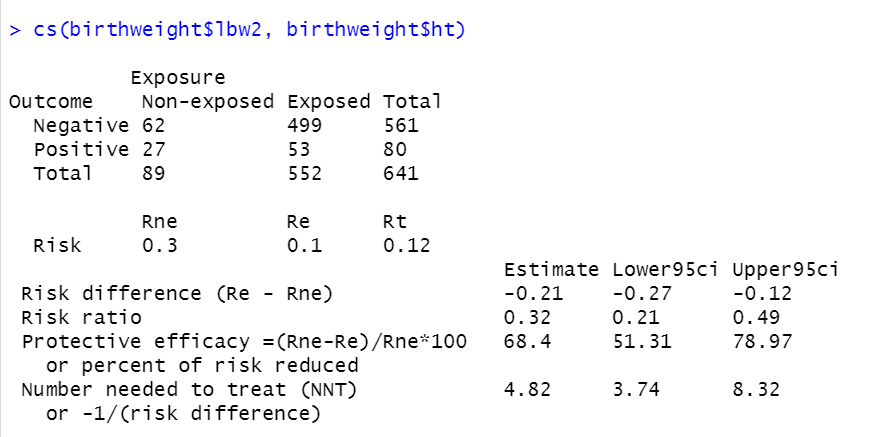 > cs(birthweight$lbw2, birthweight$ht)
Exposure
Outcome Non-exposed Exposed Total
Negative 62 499 561
Positive 27 53 80
Total 89 552 641
Rne Re Rt
Risk 0.3 0.1 0.12
Estimate Lower95ci Upper95ci
Risk difference (Re - Rne) -0.21 -0.27 -0.12
Risk ratio 0.32 0.21 0.49
Protective efficacy =(Rne-Re)/Rne*100 68.4 51.31 78.97
or percent of risk reduced
Number needed to treat (NNT) 4.82 3.74 8.32
or -1/(risk difference)